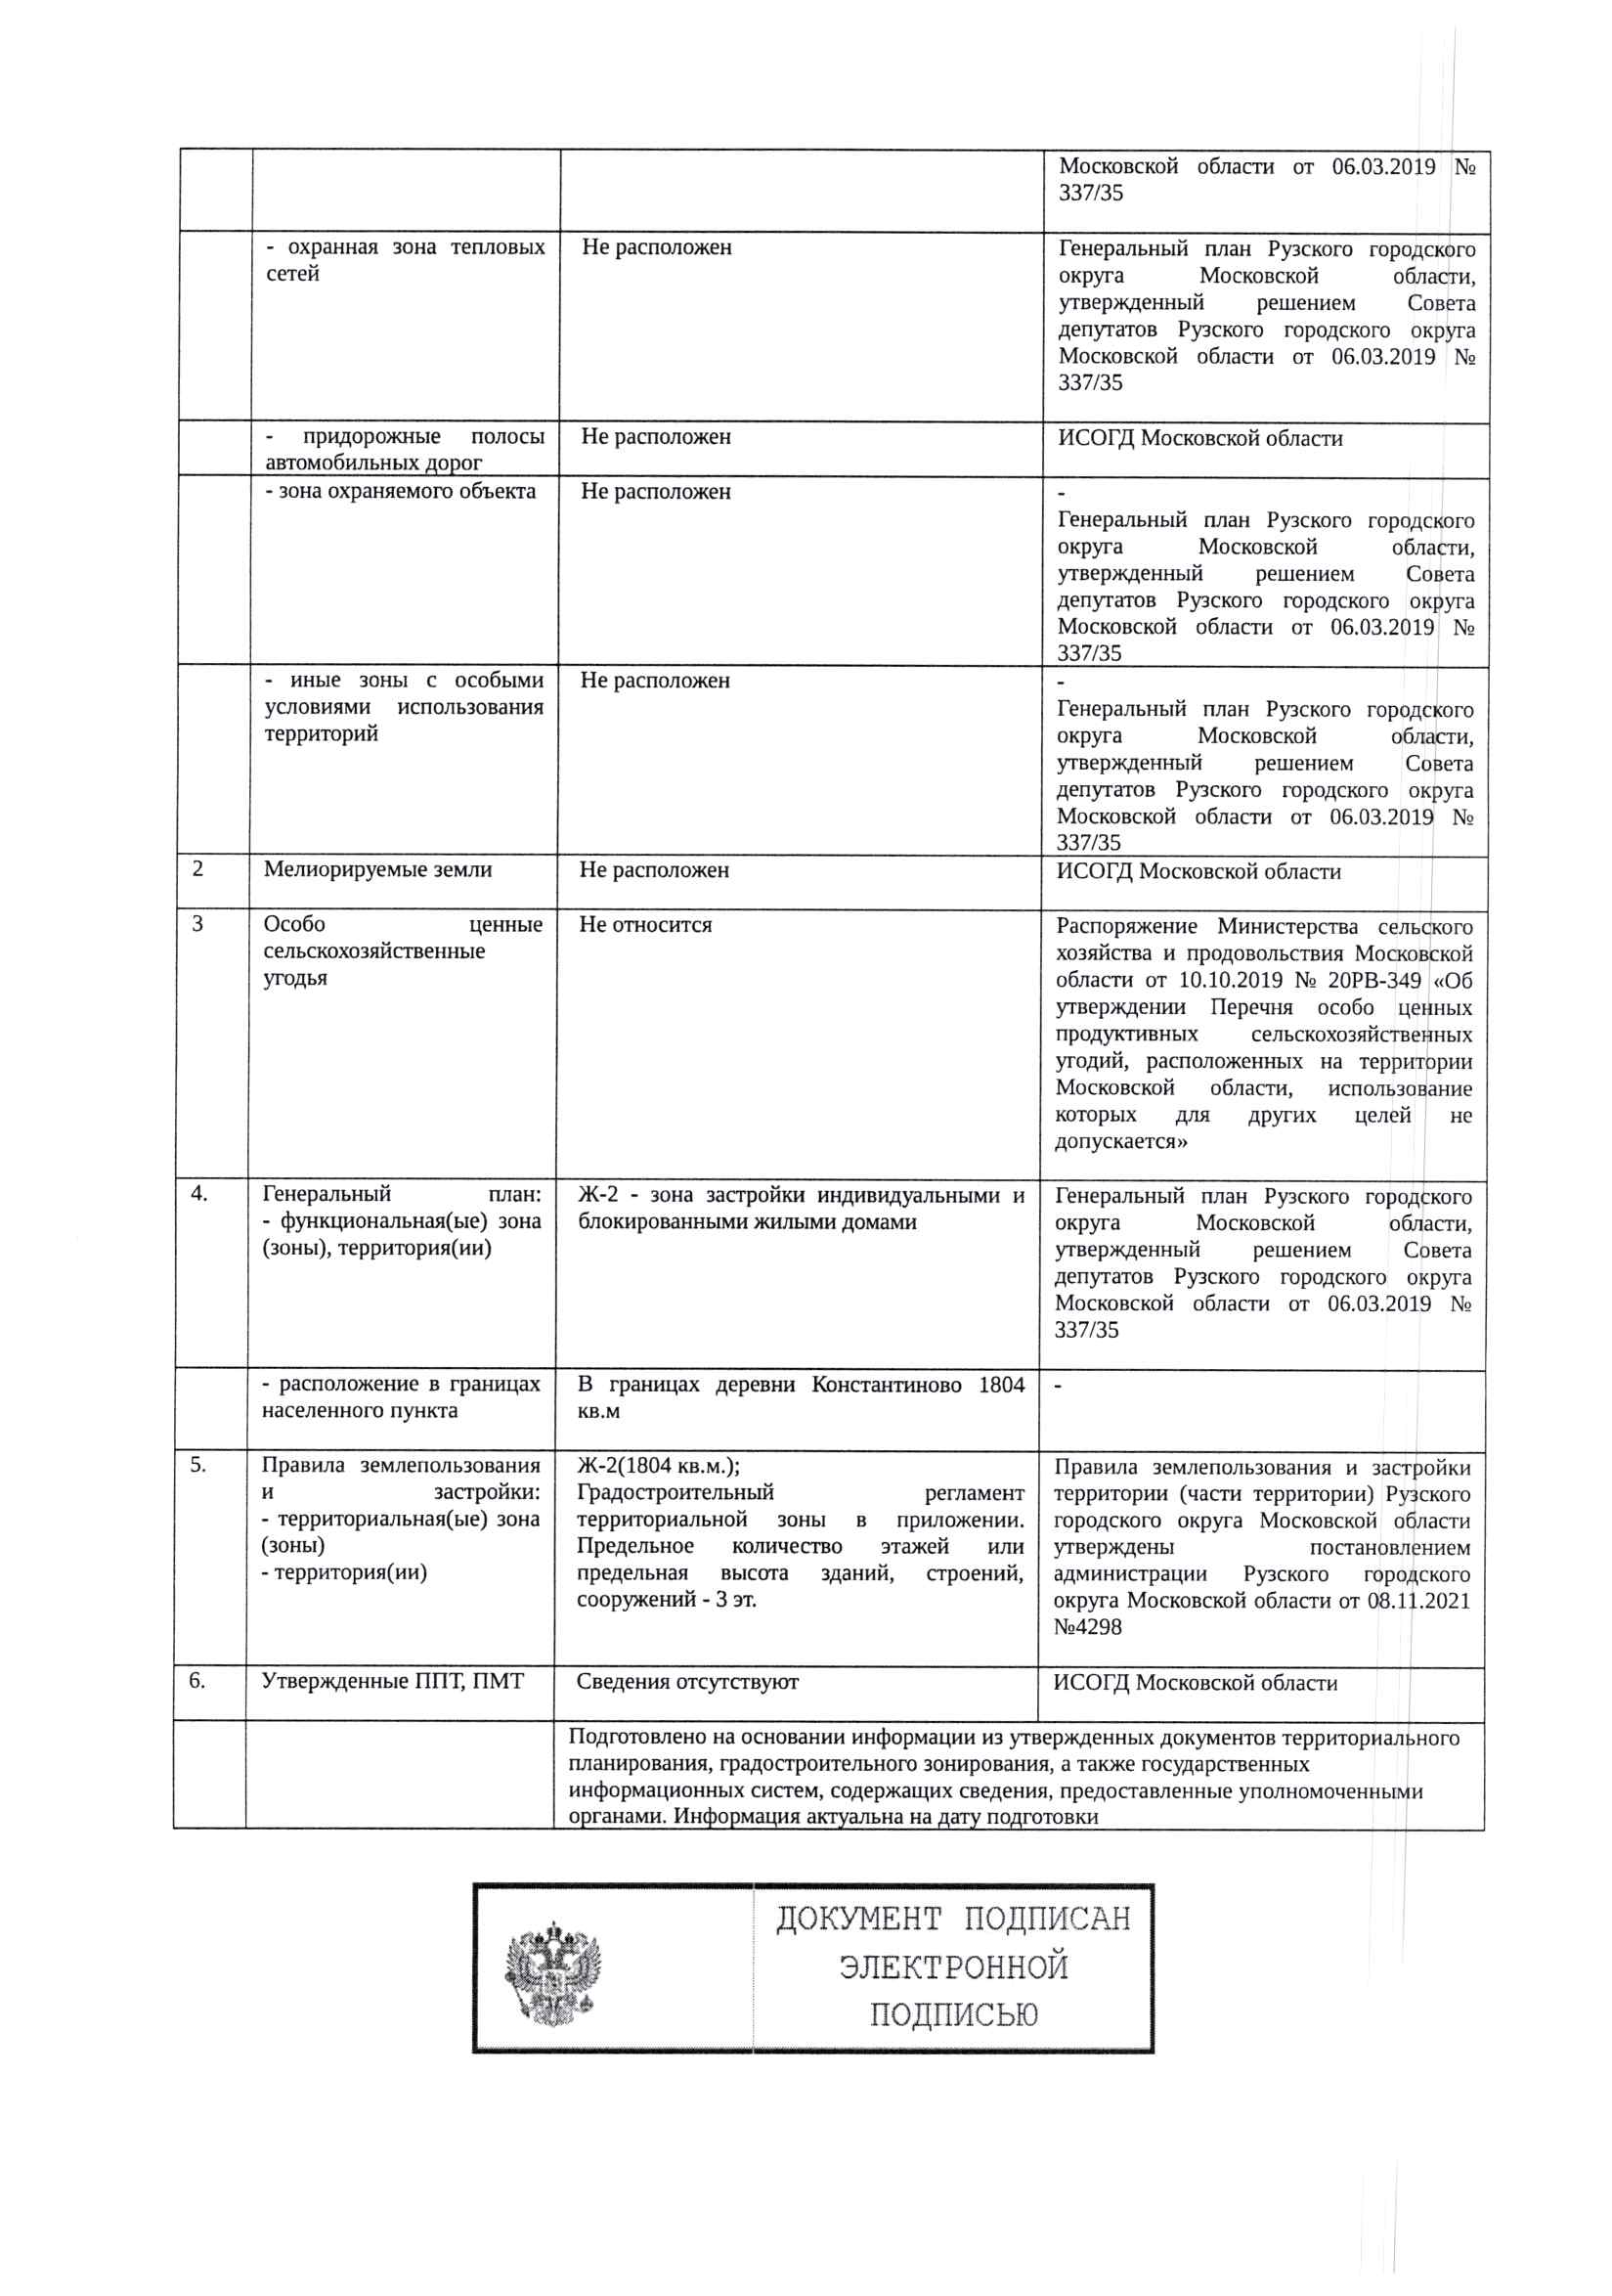 Московской области от 06.03.2019 №
337/35
- охранная зона тепловых
сетей
Не расположен
Генеральный план Рузского городского
округа Московской области,
утвержденный решением Совета
депутатов Рузского городского округа
Московской области от 06.03.2019 №
337/35
- придорожные полосы
автомобильных дорог
Не расположен
ИСОГД Московской области
- зона охраняемого объекта
Не расположен
-
Генеральный план Рузского городского
округа Московской области,
утвержденный решением Совета
депутатов Рузского городского округа
Московской области от 06.03.2019 №
337/35
- иные зоны с особыми
условиями использования
территорий
Не расположен
-
Генеральный план Рузского городского
округа Московской области,
утвержденный решением Совета
депутатов Рузского городского округа
Московской области от 06.03.2019 №
337/35
2
Мелиорируемые земли
Не расположен
ИСОГД Московской области
3
Особо ценные
сельскохозяйственные
угодья
Не относится
Распоряжение Министерства сельского
хозяйства и продовольствия Московской
области от 10.10.2019 № 20РВ-349 «Об
утверждении Перечня особо ценных
продуктивных сельскохозяйственных
угодий, расположенных на территории
Московской области, использование
которых для других целей не
допускается»
4.
Генеральный план:
- функциональная(ые) зона
(зоны), территория(ии)
Ж-2 - зона застройки индивидуальными и
блокированными жилыми домами
Генеральный план Рузского городского
округа Московской области,
утвержденный решением Совета
депутатов Рузского городского округа
Московской области от 06.03.2019 №
337/35
- расположение в границах
населенного пункта
В границах деревни Константиново 1804
кв.м
-
5.
Правила землепользования
и застройки:
- территориальная(ые) зона
(зоны)
- территория(ии)
Ж-2(1804 кв.м.);
Градостроительный регламент
территориальной зоны в приложении.
Предельное количество этажей или
предельная высота зданий, строений,
сооружений - 3 эт.
Правила землепользования и застройки
территории (части территории) Рузского
городского округа Московской области
утверждены постановлением
администрации Рузского городского
округа Московской области от 08.11.2021
№4298
6.
Утвержденные ППТ, ПМТ
Сведения отсутствуют
ИСОГД Московской области
Подготовлено на основании информации из утвержденных документов территориального
планирования, градостроительного зонирования, а также государственных
информационных систем, содержащих сведения, предоставленные уполномоченными
органами. Информация актуальна на дату подготовки
ДОКУМЕНТ ПОДПИСАН
ЭЛЕКТРОННОЙ
ПОДПИСЬЮ